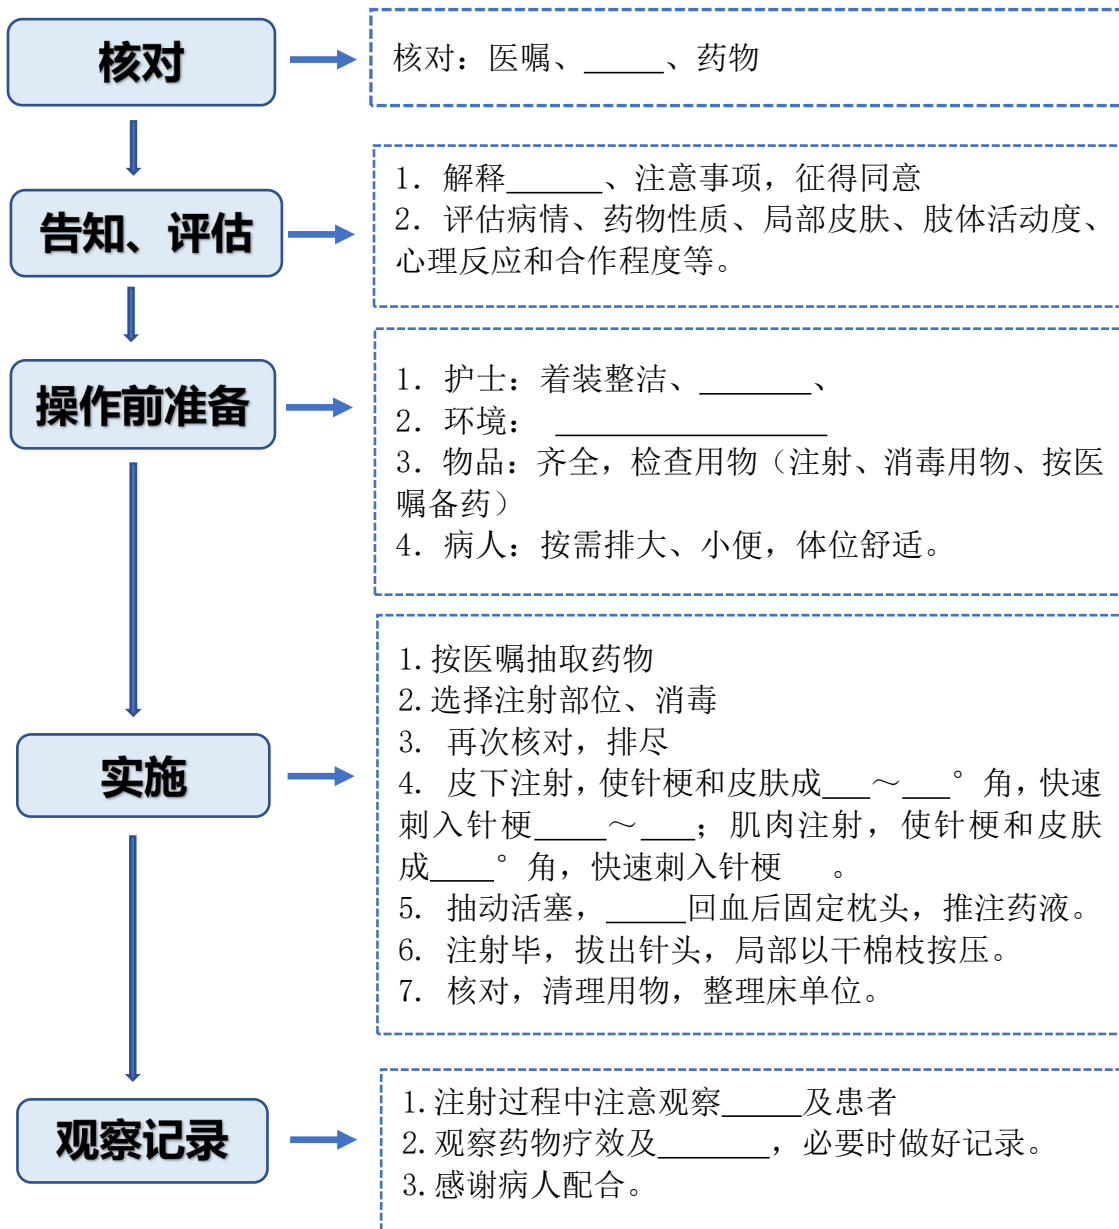 核对
核对：医嘱、_____、药物
告知、评估
1. 解释______、注意事项，征得同意
2. 评估病情、药物性质、局部皮肤、肢体活动度、
心理反应和合作程度等。
操作前准备
1. 护士：着装整洁、_______、
2. 环境： _________________
3. 物品：齐全，检查用物（注射、消毒用物、按医
嘱备药）
4. 病人：按需排大、小便，体位舒适。
实施
1.按医嘱抽取药物
2.选择注射部位、消毒
3. 再次核对，排尽
4. 皮下注射，使针梗和皮肤成___～___°角，快速
刺入针梗____～___；肌肉注射，使针梗和皮肤
成____°角，快速刺入针梗 。
5. 抽动活塞，_____回血后固定枕头，推注药液。
6. 注射毕，拔出针头，局部以干棉枝按压。
7. 核对，清理用物，整理床单位。
观察记录
1.注射过程中注意观察_____及患者
2.观察药物疗效及_______，必要时做好记录。
3.感谢病人配合。